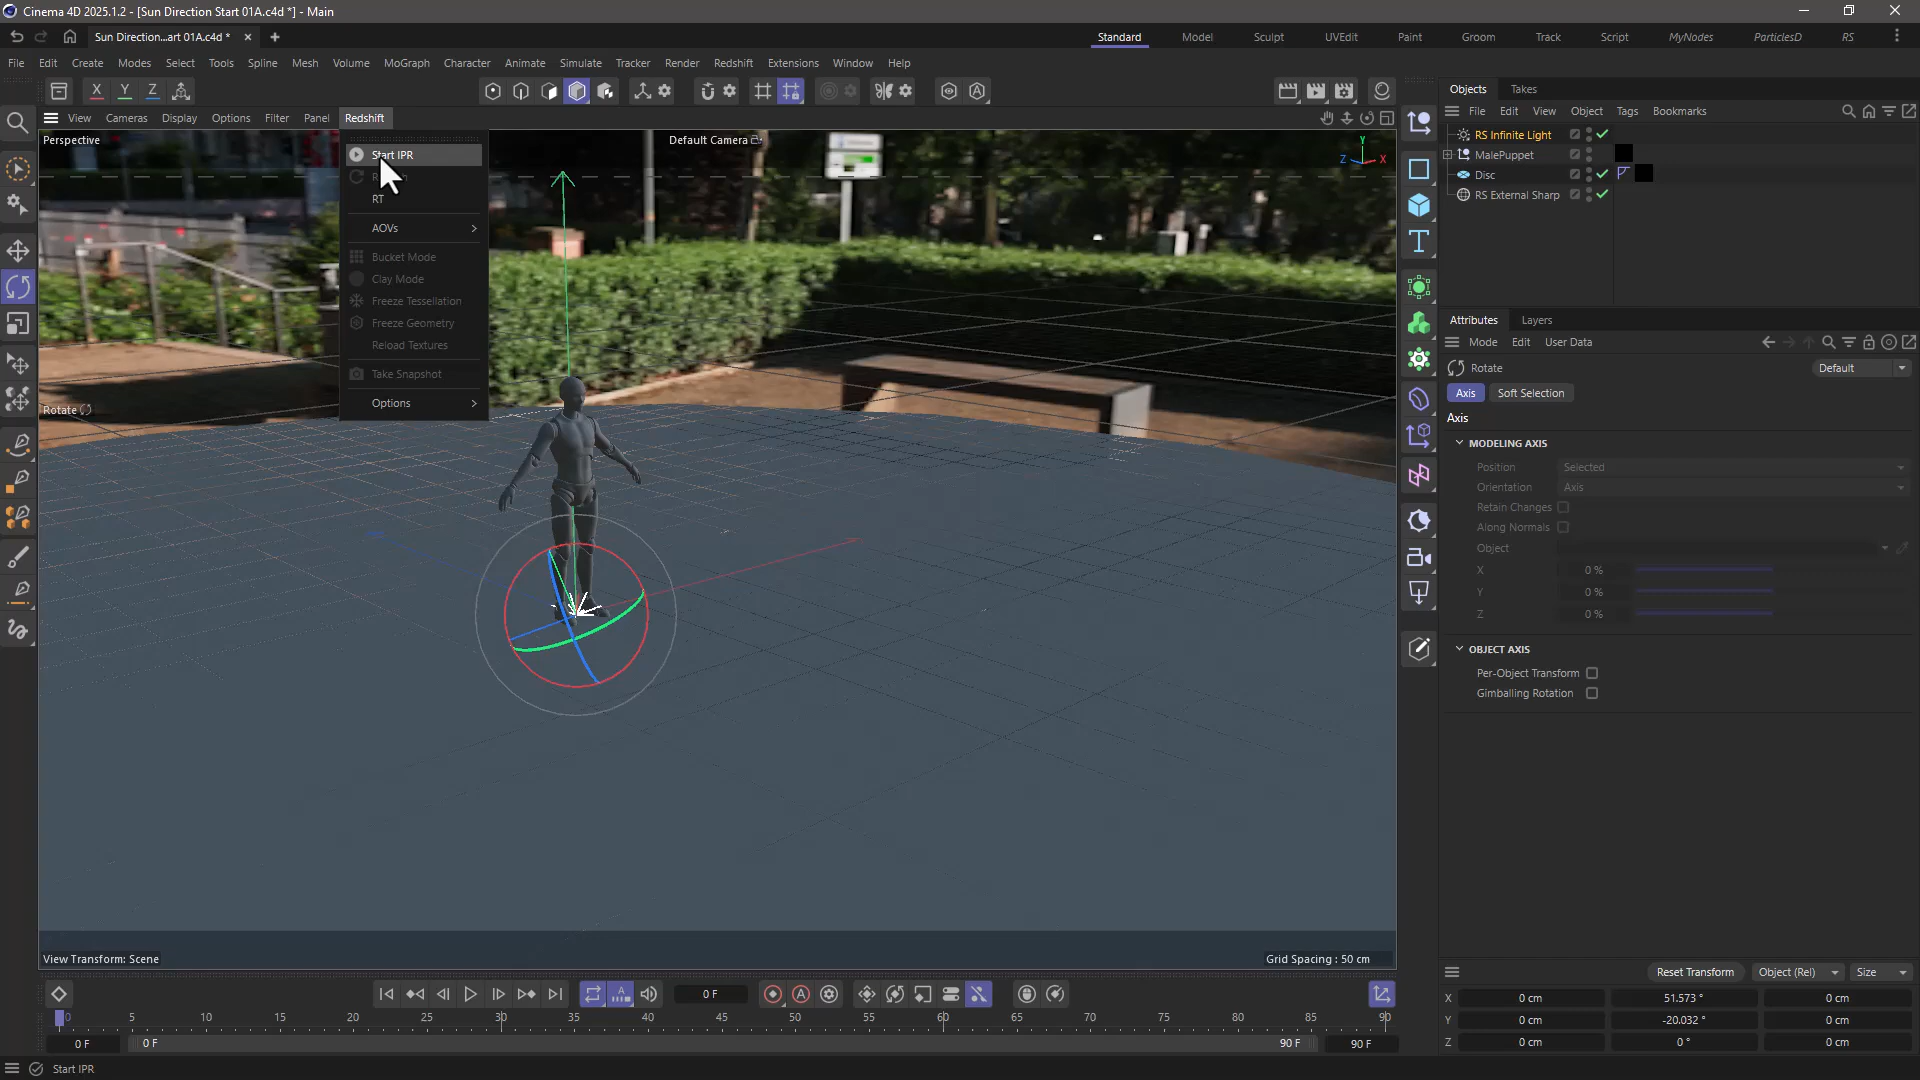 Cinema 4D 2025.1.2 - [Sun Direction Start 01A.c4d *] - Main
Sun Direction...art 01A.c4d *
Standard
Model
Sculpt
UVEdit
Paint
Groom
Track
Script
MyNodes
ParticlesD
RS
File Edit Create Modes Select Tools Spline Mesh Volume MoGraph Character Animate Simulate Tracker Render Redshift Extensions Window Help
X Y Z
View Cameras Display Options Filter Panel Redshift
Perspective
Default Camera
Y
Z X
Start IPR
RT
AOVs
Bucket Mode
Clay Mode
Freeze Tessellation
Freeze Geometry
Reload Textures
Take Snapshot
Options
Rotate
View Transform: Scene
Grid Spacing : 50 cm
Objects Takes
File Edit View Object Tags Bookmarks
RS Infinite Light
MalePuppet
Disc
RS External Sharp
Attributes Layers
Mode Edit User Data
Rotate
Default
Axis
Soft Selection
Axis
MODELING AXIS
Position Selected
Orientation Axis
Retain Changes
Along Normals
Object
X 0 %
Y 0 %
Z 0 %
OBJECT AXIS
Per-Object Transform
Gimballing Rotation
Reset Transform
Object (Rel)
Size
X 0 cm 51.573 ° 0 cm
Y 0 cm -20.032 ° 0 cm
Z 0 cm 0 ° 0 cm
0 F
0 5 10 15 20 25 30 35 40 45 50 55 60 65 70 75 80 85 90
0 F
0 F
90 F
90 F
Start IPR